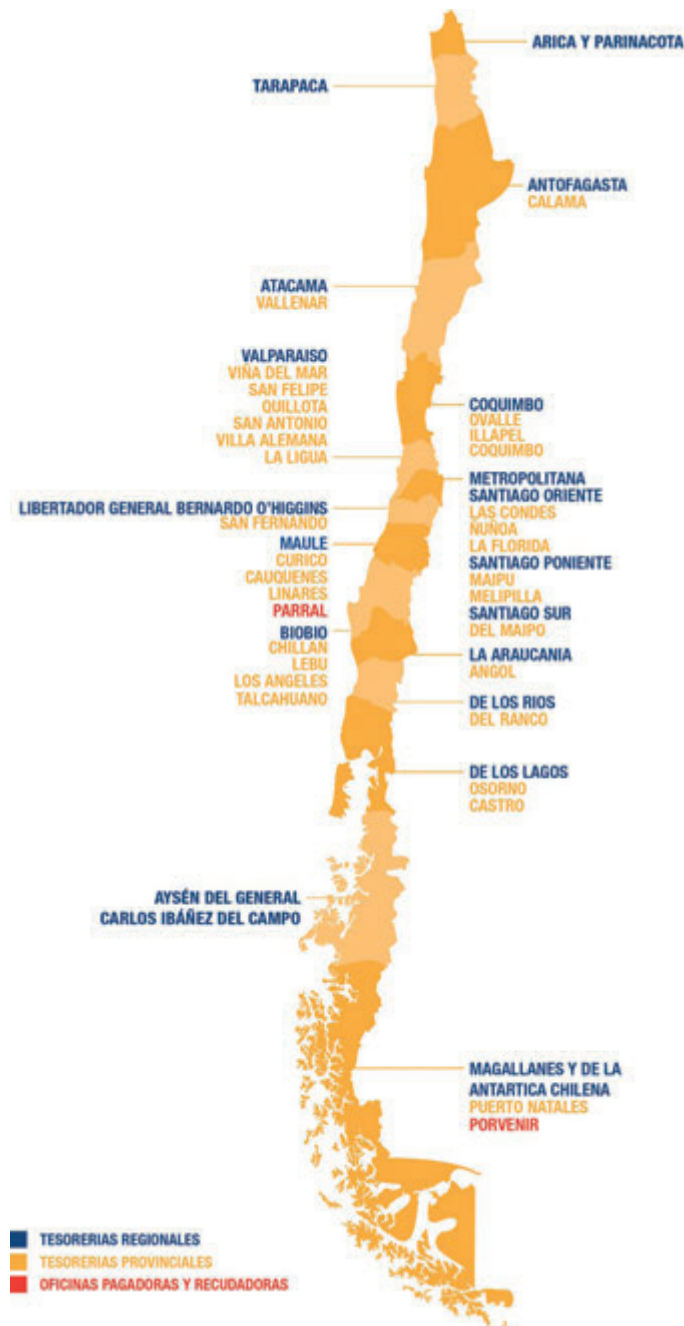 ARICA Y PARINACOTA
TARAPACA
ANTOFAGASTA
CALAMA
ATACAMA
VALLENAR
VALPARAISO
VIÑA DEL MAR
SAN FELIPE
QUILLOTA
SAN ANTONIO
VILLA ALEMANA
LA LIGUA
COQUIMBO
OVALLE
ILLAPEL
COQUIMBO
METROPOLITANA
SANTIAGO ORIENTE
LAS CONDES
ÑUÑOA
LA FLORIDA
SANTIAGO PONIENTE
MAIPU
MELIPILLA
SANTIAGO SUR
DEL MAIPO
LIBERTADOR GENERAL BERNARDO O'HIGGINS
SAN FERNANDO
MAULE
CURICO
CAUQUENES
LINARES
PARRAL
BIOBIO
CHILLAN
LEBU
LOS ANGELES
TALCAHUANO
LA ARAUCANIA
ANGOL
DE LOS RIOS
DEL RANCO
DE LOS LAGOS
OSORNO
CASTRO
AYSÉN DEL GENERAL
CARLOS IBÁÑEZ DEL CAMPO
MAGALLANES Y DE LA
ANTARTICA CHILENA
PUERTO NATALES
PORVENIR
TESORERIAS REGIONALES
TESORERIAS PROVINCIALES
OFICINAS PAGADORAS Y RECUDADORAS